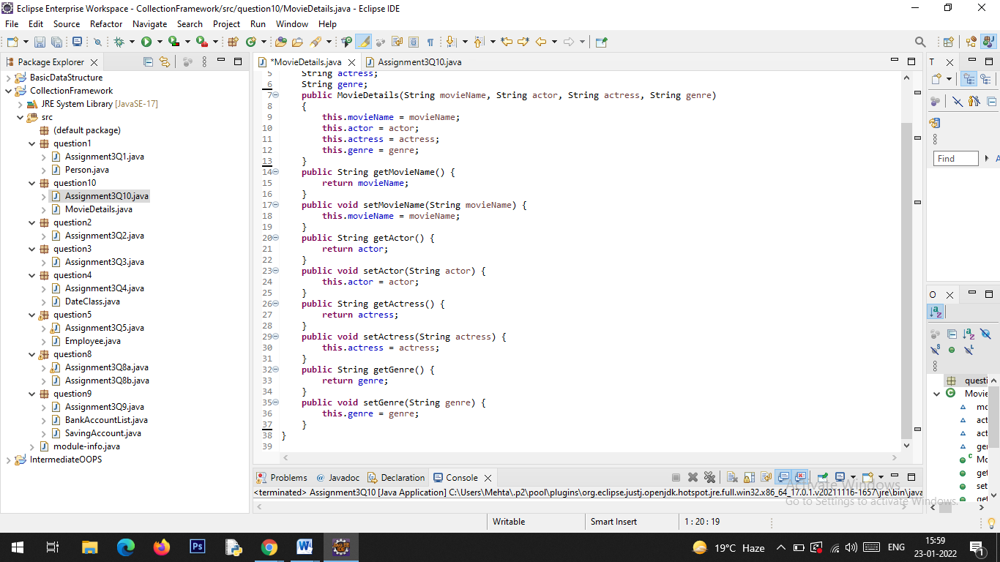 Eclipse Enterprise Workspace - CollectionFramework/src/question10/MovieDetails.java - Eclipse IDE
File Edit Source Refactor Navigate Search Project Run Window Help
Package Explorer
BasicDataStructure
CollectionFramework
JRE System Library [JavaSE-17]
src
(default package)
question1
Assignment3Q1.java
Person.java
question10
Assignment3Q10.java
MovieDetails.java
question2
Assignment3Q2.java
question3
Assignment3Q3.java
question4
Assignment3Q4.java
DateClass.java
question5
Assignment3Q5.java
Employee.java
question8
Assignment3Q8a.java
Assignment3Q8b.java
question9
Assignment3Q9.java
BankAccountList.java
SavingAccount.java
module-info.java
IntermediateOOPS
*MovieDetails.java Assignment3Q10.java
5 String actress;
6 String genre;
7 public MovieDetails(String movieName, String actor, String actress, String genre)
8 {
9 this.movieName = movieName;
10 this.actor = actor;
11 this.actress = actress;
12 this.genre = genre;
13 }
14 public String getMovieName() {
15 return movieName;
16 }
17 public void setMovieName(String movieName) {
18 this.movieName = movieName;
19 }
20 public String getActor() {
21 return actor;
22 }
23 public void setActor(String actor) {
24 this.actor = actor;
25 }
26 public String getActress() {
27 return actress;
28 }
29 public void setActress(String actress) {
30 this.actress = actress;
31 }
32 public String getGenre() {
33 return genre;
34 }
35 public void setGenre(String genre) {
36 this.genre = genre;
37 }
38 }
39
T
Find A
O
questi
Movie
mo
act
act
ger
Mo
get
set
get
Problems @ Javadoc Declaration Console
<terminated> Assignment3Q10 [Java Application] C:\Users\Mehta\.p2\pool\plugins\org.eclipse.justj.openjdk.hotspot.jre.full.win32.x86_64_17.0.1.v20211116-1657\jre\bin\java
Activate Windows
Go to Settings to activate Windows.
Writable Smart Insert 1 : 20 : 19
Ps W JAVA EE IDE 19°C Haze ENG 15:59
23-01-2022 1